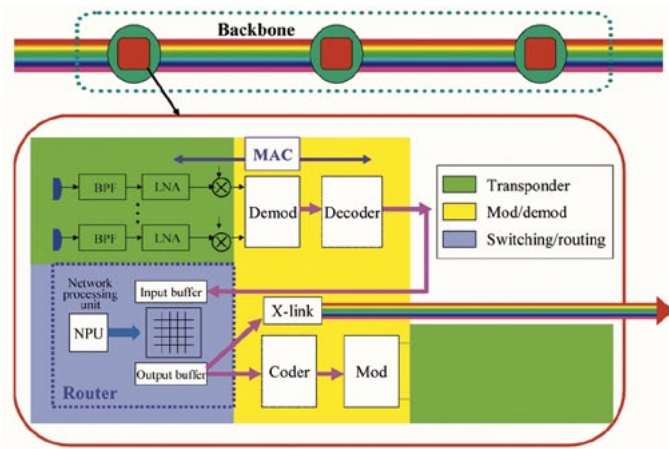 Backbone
MAC
BPF
LNA
Demod
Decoder
BPF
LNA
Transponder
Mod/demod
Switching/routing
Network
processing
unit
Input buffer
NPU
X-link
Output buffer
Router
Coder
Mod